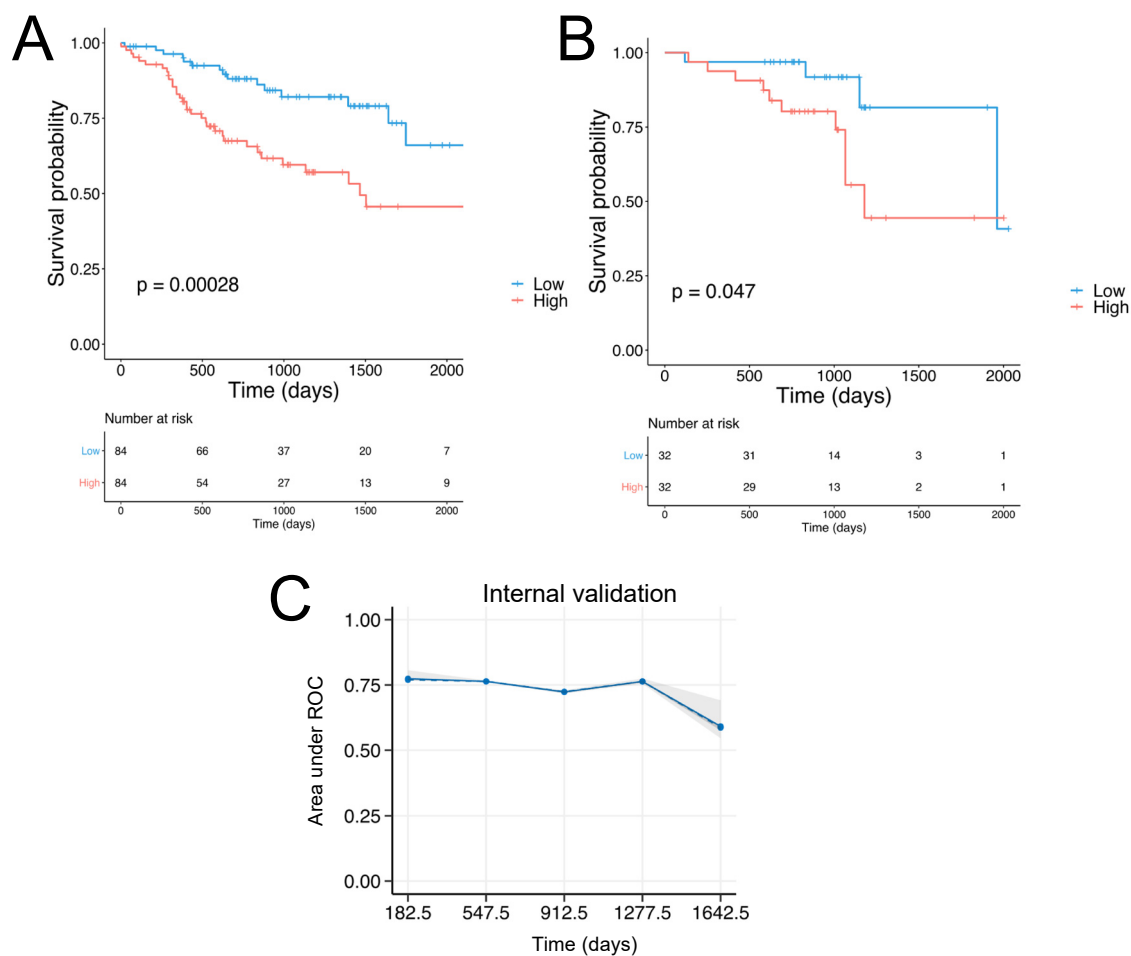 A
1.00
0.75
0.50
0.25
0.00
Survival probability
p = 0.00028
Low
High
0 500 1000 1500 2000
Time (days)
Number at risk
Low 84 66 37 20 7
High 84 54 27 13 9
0 500 1000 1500 2000
Time (days)
B
1.00
0.75
0.50
0.25
0.00
Survival probability
p = 0.047
Low
High
0 500 1000 1500 2000
Time (days)
Number at risk
Low 32 31 14 3 1
High 32 29 13 2 1
0 500 1000 1500 2000
Time (days)
C
Internal validation
1.00
0.75
0.50
0.25
0.00
Area under ROC
182.5 547.5 912.5 1277.5 1642.5
Time (days)